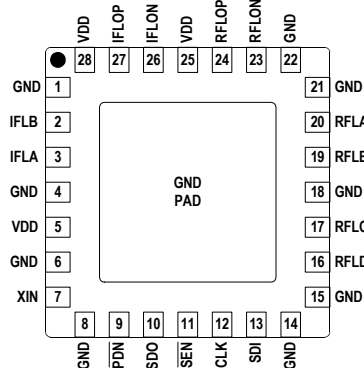 VDD IFLOP IFLON VDD RFLOP RFLON GND
28 27 26 25 24 23 22
GND 1 21 GND
IFLB 2 20 RFLA
IFLA 3 19 RFLB
GND 4 18 GND
VDD 5 17 RFLC
GND 6 16 RFLD
XIN 7 15 GND
GND
PAD
8 9 10 11 12 13 14
GND PDN SDO SEN CLK SDI GND